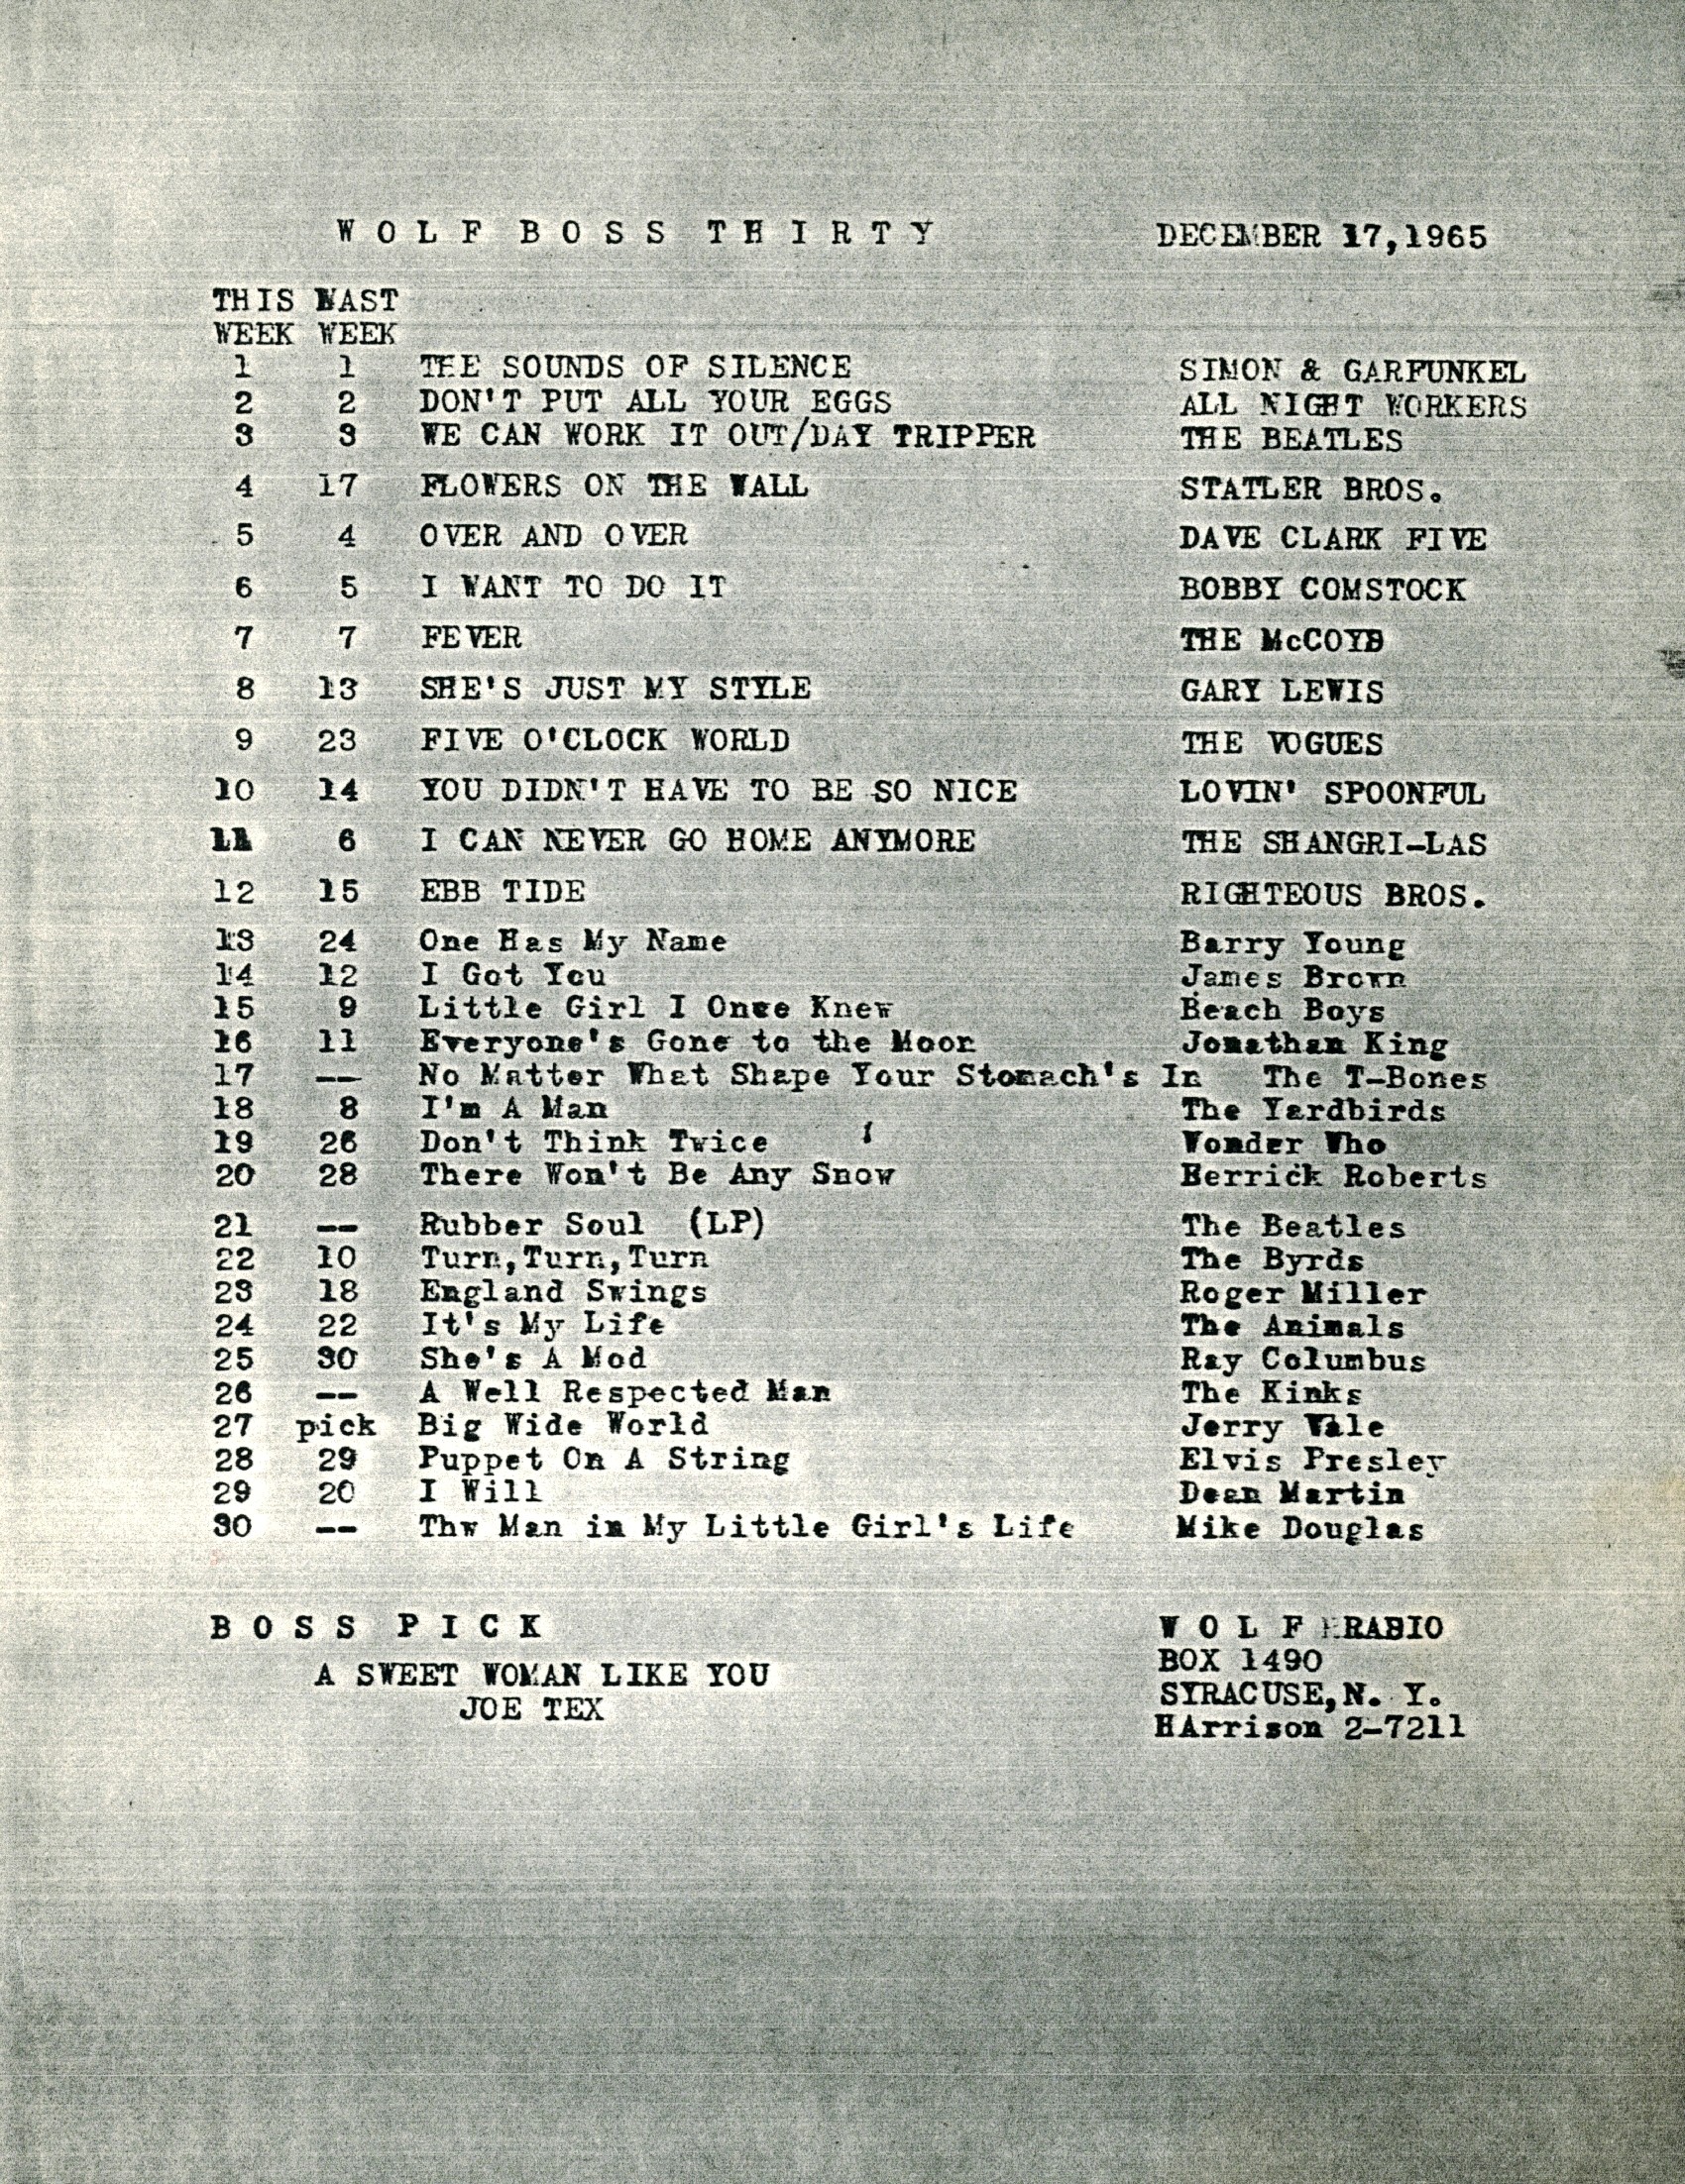 WOLF BOSS THIRTY DECEMBER 17,1965
THIS LAST
WEEK WEEK
1 1 THE SOUNDS OF SILENCE SIMON & GARFUNKEL
2 2 DON'T PUT ALL YOUR EGGS ALL NIGHT WORKERS
3 3 WE CAN WORK IT OUT/DAY TRIPPER THE BEATLES
4 17 FLOWERS ON THE WALL STATLER BROS.
5 4 OVER AND OVER DAVE CLARK FIVE
6 5 I WANT TO DO IT BOBBY COMSTOCK
7 7 FEVER THE McCOYS
8 13 SHE'S JUST MY STYLE GARY LEWIS
9 23 FIVE O'CLOCK WORLD THE VOGUES
10 14 YOU DIDN'T HAVE TO BE SO NICE LOVIN' SPOONFUL
11 6 I CAN NEVER GO HOME ANYMORE THE SHANGRI-LAS
12 15 EBB TIDE RIGHTEOUS BROS.
13 24 One Has My Name Barry Young
14 12 I Got You James Brown
15 9 Little Girl I Once Knew Beach Boys
16 11 Everyone's Gone to the Moon Jonathan King
17 -- No Matter What Shape Your Stomach's In The T-Bones
18 8 I'm A Man The Yardbirds
19 26 Don't Think Twice Wonder Who
20 28 There Won't Be Any Snow Herrick Roberts
21 -- Rubber Soul (LP) The Beatles
22 10 Turn,Turn,Turn The Byrds
23 18 England Swings Roger Miller
24 22 It's My Life The Animals
25 30 She's A Mod Ray Columbus
26 -- A Well Respected Man The Kinks
27 pick Big Wide World Jerry Vale
28 29 Puppet On A String Elvis Presley
29 20 I Will Dean Martin
30 -- Thw Man in My Little Girl's Life Mike Douglas
BOSS PICK WOLF RADIO
A SWEET WOMAN LIKE YOU BOX 1490
JOE TEX SYRACUSE,N. Y.
HArrison 2-7211